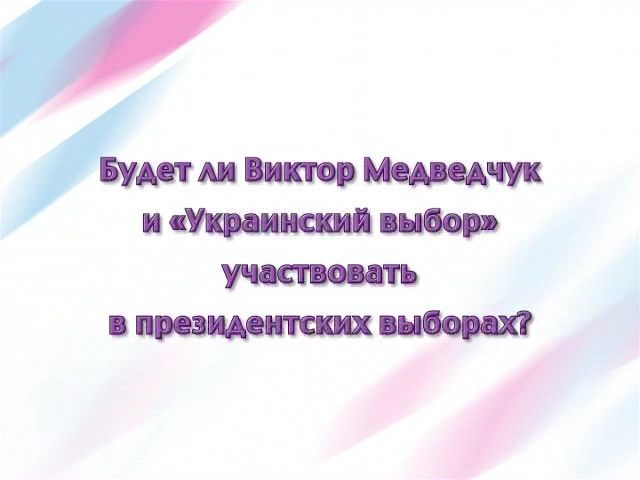 Будет ли Виктор Медведчук
и «Украинский выбор»
участвовать
в президентских выборах?